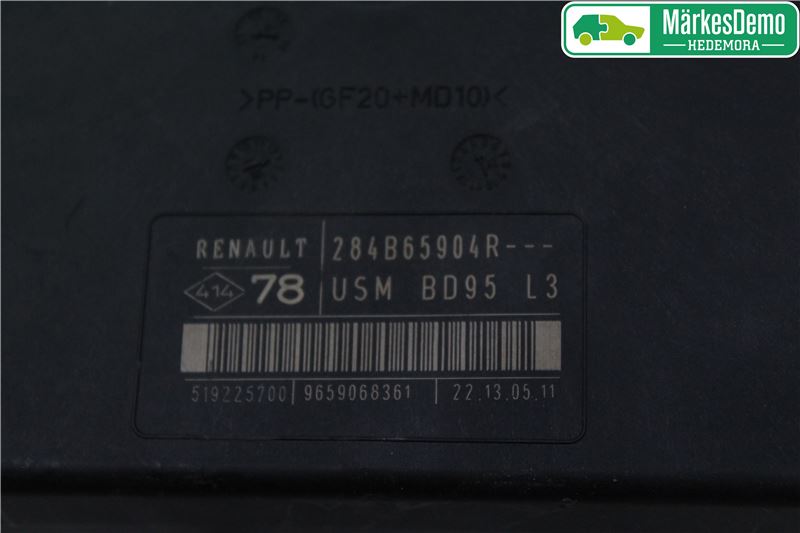 MärkesDemo
HEDEMORA
>PP-(GF20+MD10)<
RENAULT 284B65904R---
414 78 USM BD95 L3
519225700 9659068361 22.13.05.11